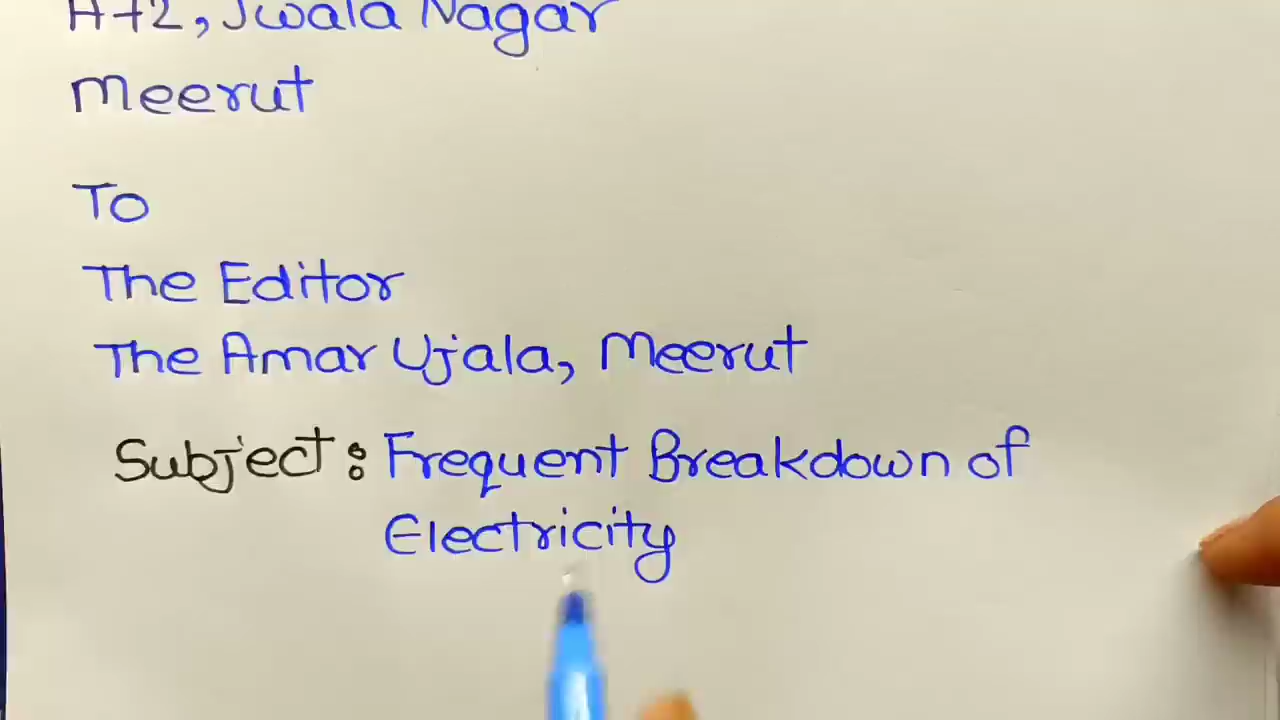 Jwala Nagar
Meerut
To
The Editor
The Amar Ujala, Meerut
Subject: Frequent Breakdown of
Electricity